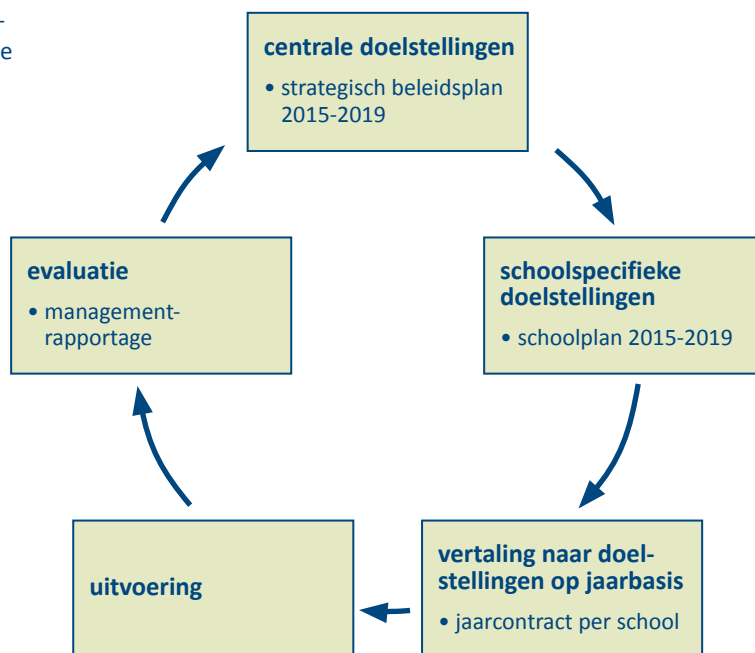 -
e
centrale doelstellingen
• strategisch beleidsplan
2015-2019
schoolspecifieke
doelstellingen
• schoolplan 2015-2019
vertaling naar doel-
stellingen op jaarbasis
• jaarcontract per school
uitvoering
evaluatie
• management-
rapportage